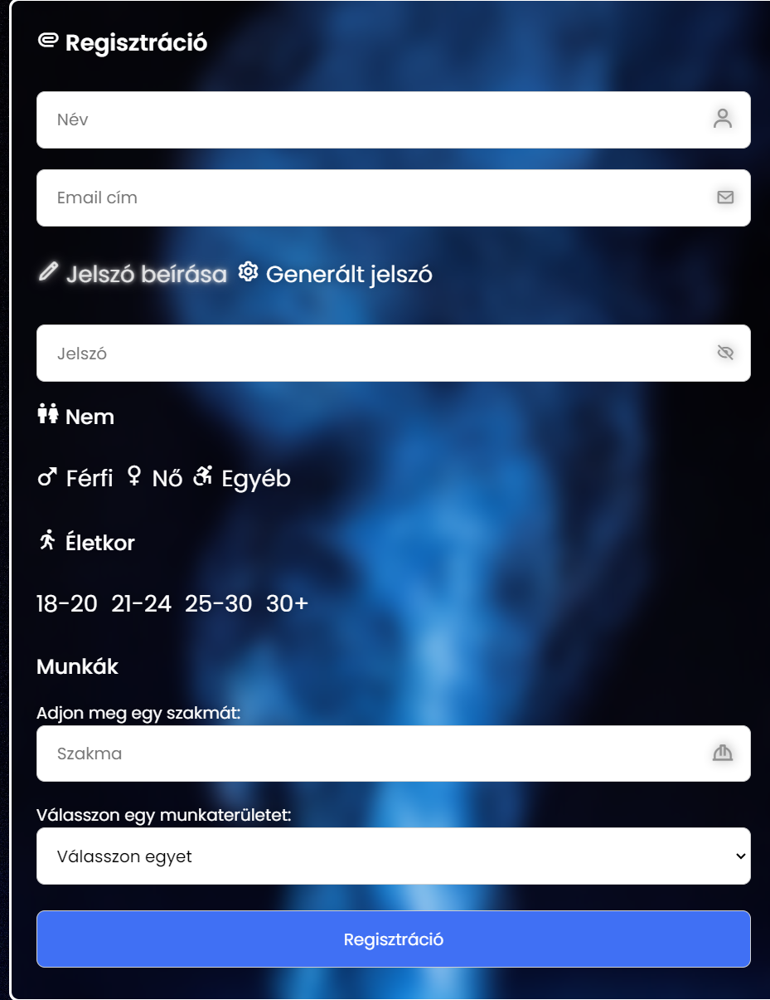 Regisztráció
Név
Email cím
Jelszó beírása Generált jelszó
Jelszó
Nem
Férfi Nő Egyéb
Életkor
18-20 21-24 25-30 30+
Munkák
Adjon meg egy szakmát:
Szakma
Válasszon egy munkaterületet:
Válasszon egyet
Regisztráció